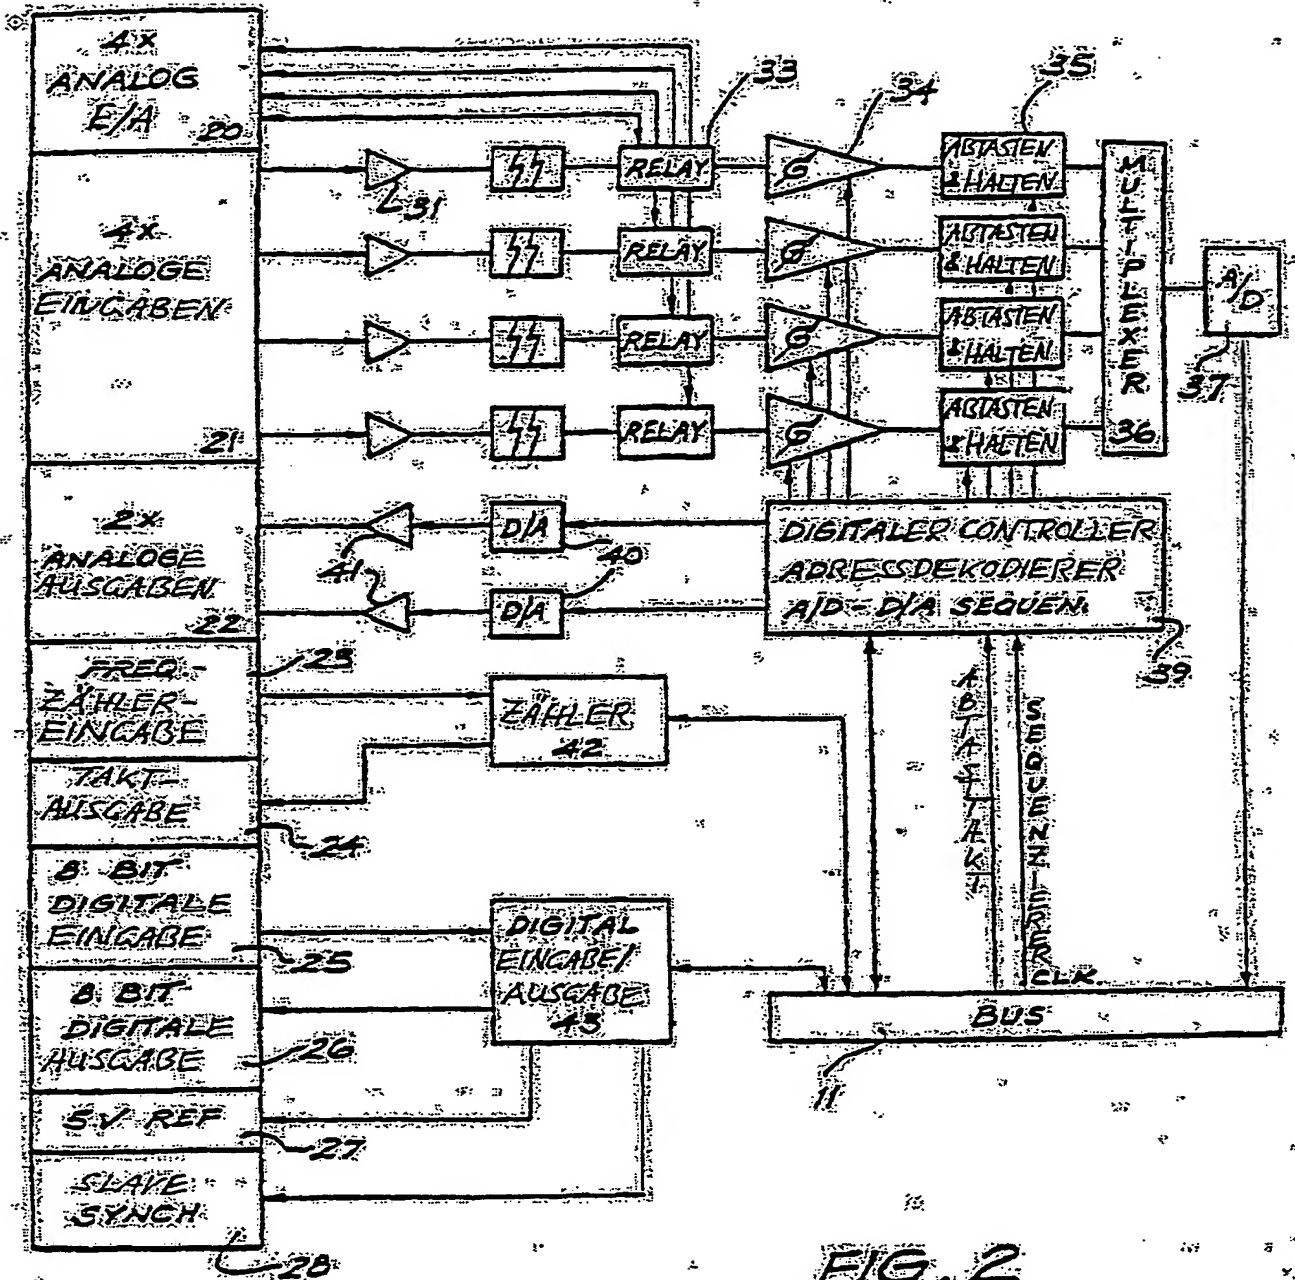 4X
ANALOG
E/A
20
4X
ANALOGE
EINGABEN
21
2X
ANALOGE
AUSGABEN
22
FREQ.-
ZÄHLER-
EINGABE
23
TAKT-
AUSGABE
24
8 BIT
DIGITALE
EINGABE
25
8 BIT
DIGITALE
AUSGABE
26
5V REF
27
SLAVE
SYNCH
28
31
RELAY
RELAY
RELAY
RELAY
33
G
G
G
G
34
ABTASTEN
& HALTEN
ABTASTEN
& HALTEN
ABTASTEN
& HALTEN
ABTASTEN
& HALTEN
35
MULTIPLEXER
36
A/D
37
D/A
D/A
40
41
DIGITALER CONTROLLER
ADRESSDEKODIERER
A/D-D/A SEQUEN.
39
ZÄHLER
42
DIGITAL
EINGABE/
AUSGABE
43
ABTASTTAKT
SEQUENZIERER
CLK.
BUS
11
FIG. 2